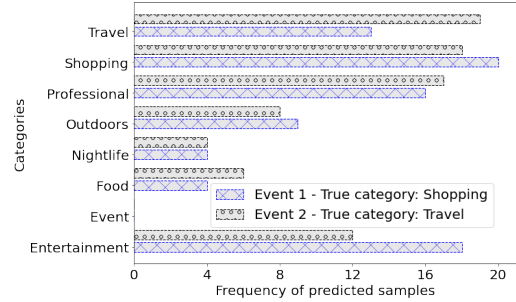 Categories
Travel
Shopping
Professional
Outdoors
Nightlife
Food
Event
Entertainment
Event 1 - True category: Shopping
Event 2 - True category: Travel
0 4 8 12 16 20
Frequency of predicted samples